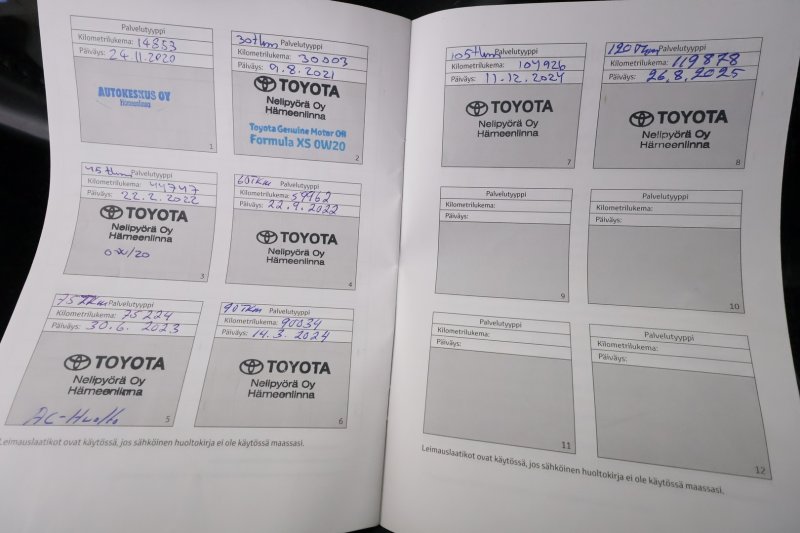 Palvelutyyppi
Kilometrilukema: 14853
Päiväys: 24.11.2020
AUTOKESKUS OY
Hämeenlinna
1
30tkm Palvelutyyppi
Kilometrilukema: 30003
Päiväys: 9.8.2021
TOYOTA
Nelipyörä Oy
Hämeenlinna
Toyota Genuine Motor Oil
Formula XS 0W20
2
45tkm Palvelutyyppi
Kilometrilukema: 44747
Päiväys: 22.2.2022
TOYOTA
Nelipyörä Oy
Hämeenlinna
0W/20
3
60TKM Palvelutyyppi
Kilometrilukema: 59962
Päiväys: 22.9.2022
TOYOTA
Nelipyörä Oy
Hämeenlinna
4
75TKM Palvelutyyppi
Kilometrilukema: 75224
Päiväys: 30.6.2023
TOYOTA
Nelipyörä Oy
Hämeenlinna
AC-Huolto
5
90TKM Palvelutyyppi
Kilometrilukema: 90034
Päiväys: 14.3.2024
TOYOTA
Nelipyörä Oy
Hämeenlinna
6
Leimauslaatikot ovat käytössä, jos sähköinen huoltokirja ei ole käytössä maassasi.
105tkm Palvelutyyppi
Kilometrilukema: 104926
Päiväys: 11.12.2024
TOYOTA
Nelipyörä Oy
Hämeenlinna
7
120 Palvelutyyppi
Kilometrilukema: 119878
Päiväys: 26.8.2025
TOYOTA
Nelipyörä Oy
Hämeenlinna
8
Palvelutyyppi
Kilometrilukema:
Päiväys:
9
Palvelutyyppi
Kilometrilukema:
Päiväys:
10
Palvelutyyppi
Kilometrilukema:
Päiväys:
11
Palvelutyyppi
Kilometrilukema:
Päiväys:
12
Leimauslaatikot ovat käytössä, jos sähköinen huoltokirja ei ole käytössä maassasi.